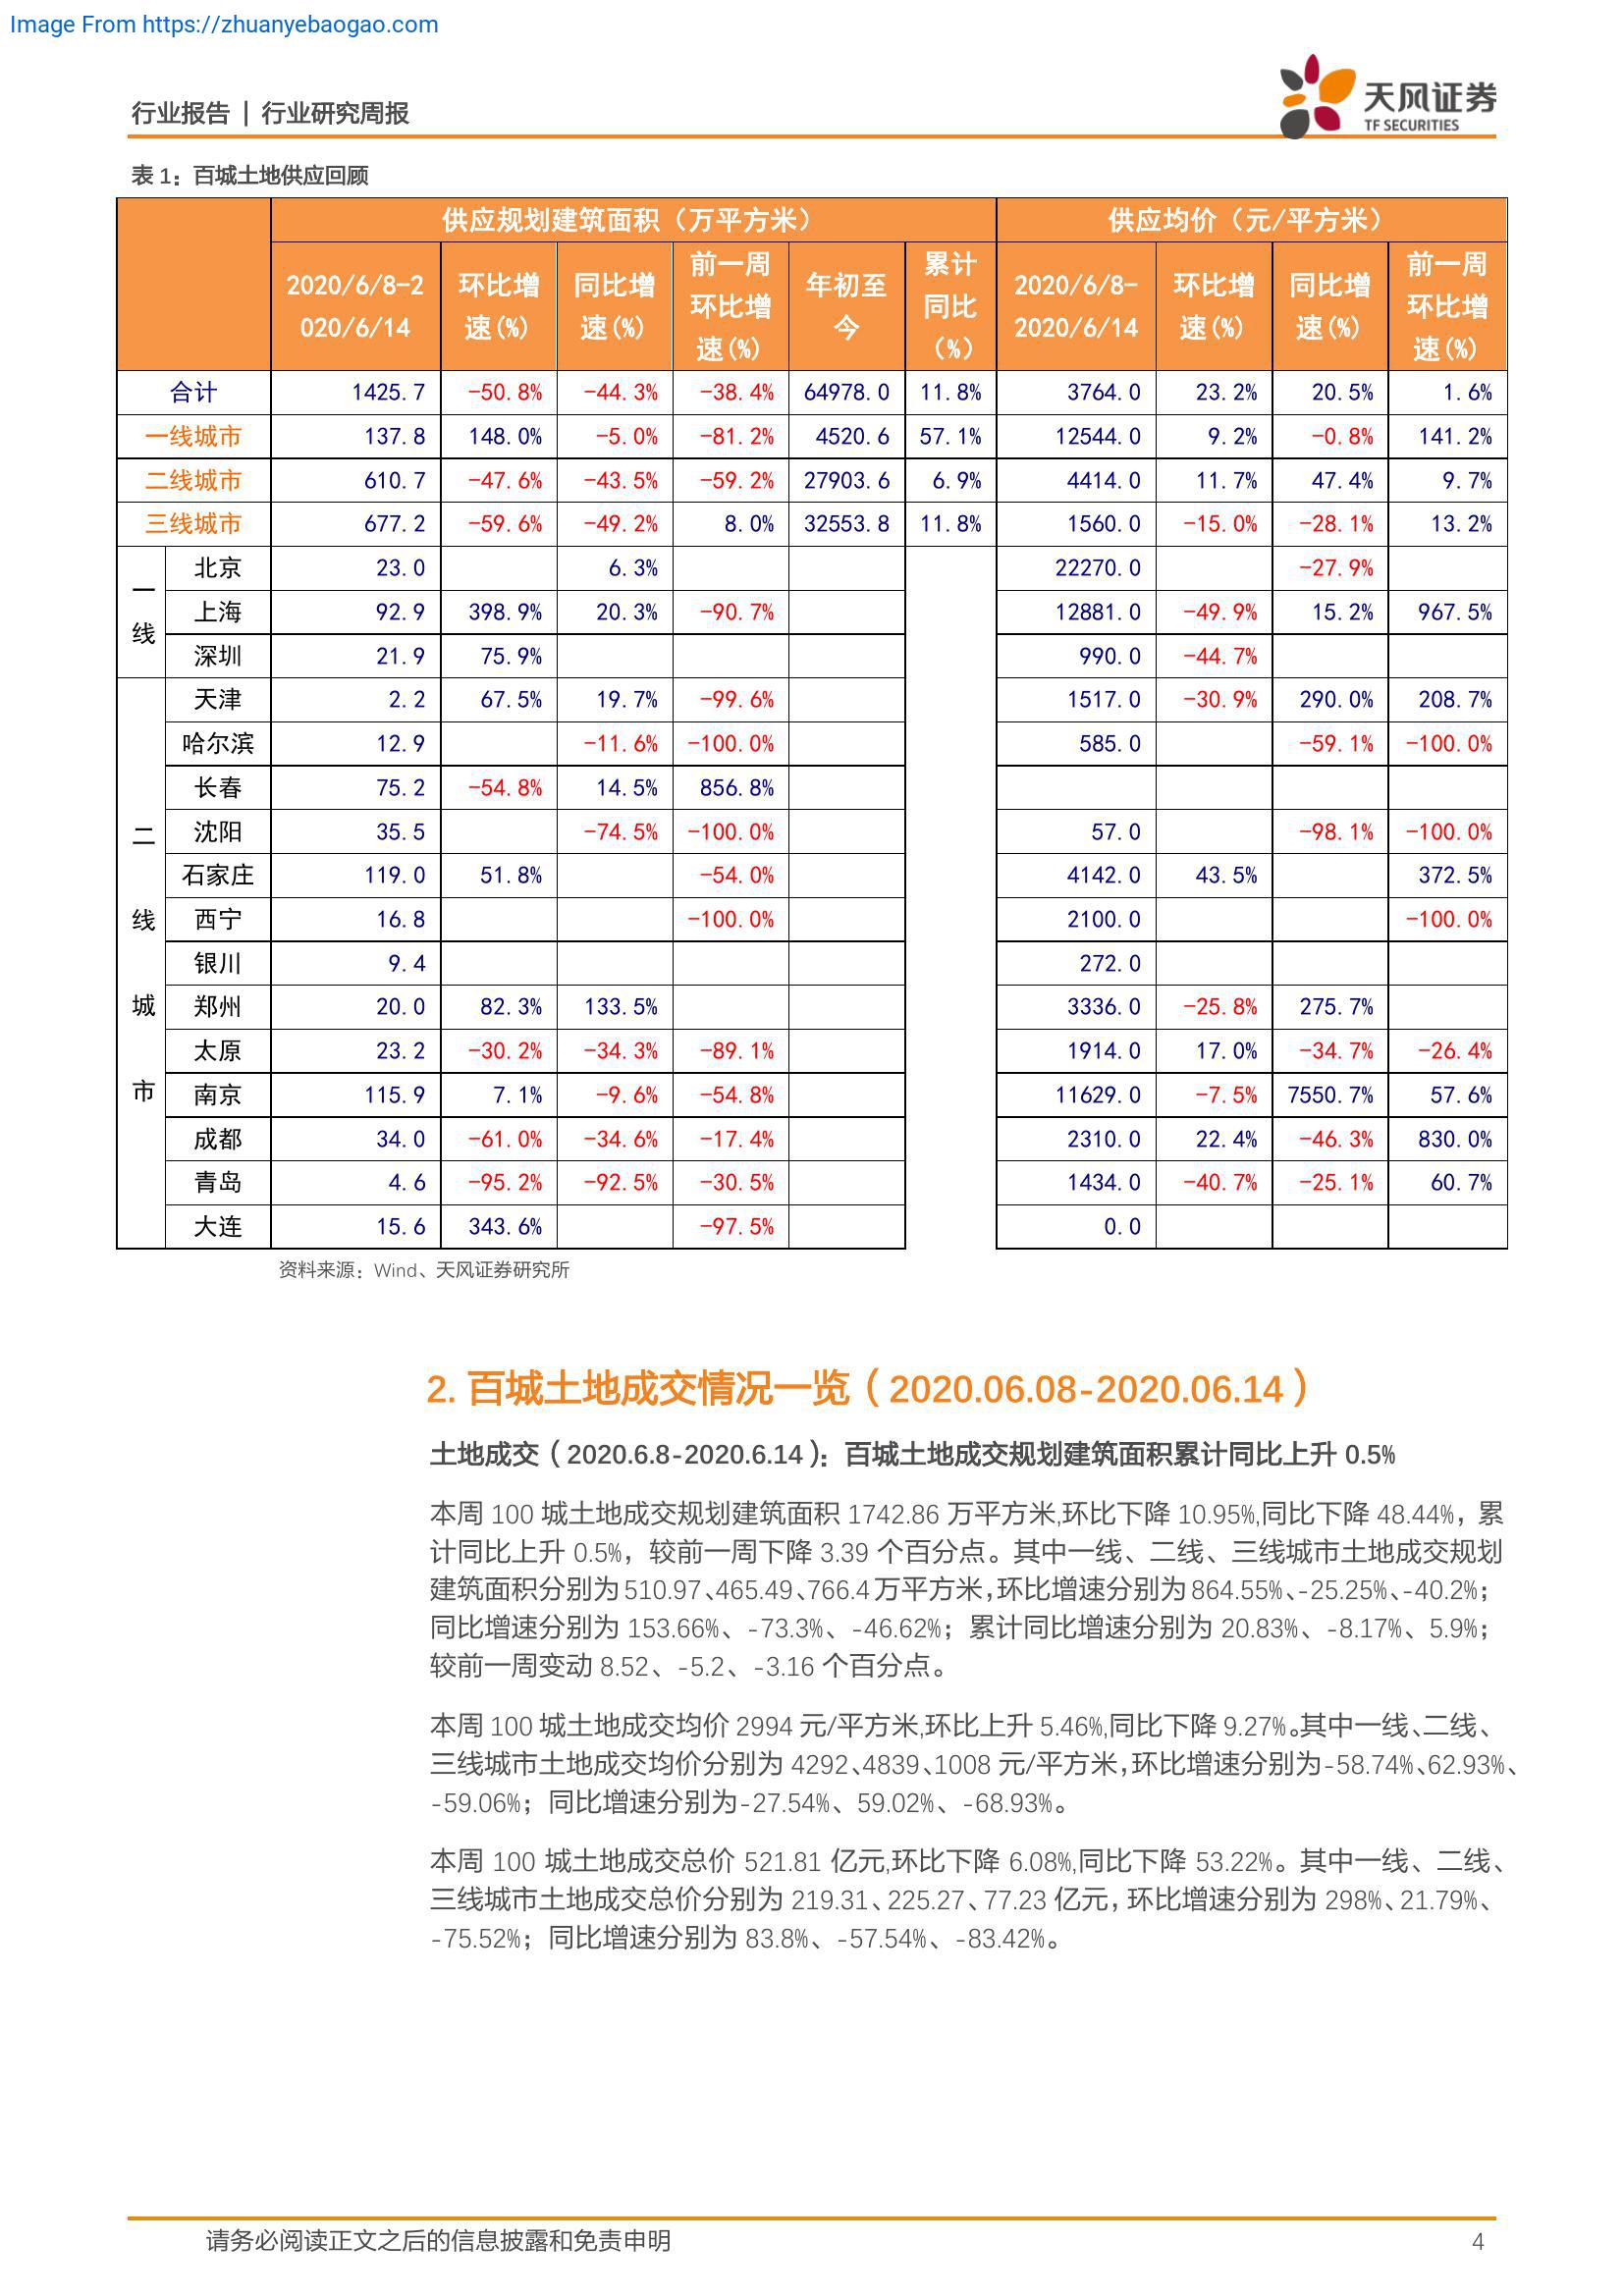 Image From https://zhuanyebaogao.com
行业报告 | 行业研究周报
天风证券
TF SECURITIES
表 1：百城土地供应回顾
供应规划建筑面积（万平方米） 供应均价（元/平方米）
2020/6/8-2020/6/14 环比增速(%) 同比增速(%) 前一周环比增速(%) 年初至今 累计同比（%） 2020/6/8-2020/6/14 环比增速(%) 同比增速(%) 前一周环比增速(%)
合计 1425.7 -50.8% -44.3% -38.4% 64978.0 11.8% 3764.0 23.2% 20.5% 1.6%
一线城市 137.8 148.0% -5.0% -81.2% 4520.6 57.1% 12544.0 9.2% -0.8% 141.2%
二线城市 610.7 -47.6% -43.5% -59.2% 27903.6 6.9% 4414.0 11.7% 47.4% 9.7%
三线城市 677.2 -59.6% -49.2% 8.0% 32553.8 11.8% 1560.0 -15.0% -28.1% 13.2%
一线
北京 23.0 6.3% 22270.0 -27.9%
上海 92.9 398.9% 20.3% -90.7% 12881.0 -49.9% 15.2% 967.5%
深圳 21.9 75.9% 990.0 -44.7%
二线城市
天津 2.2 67.5% 19.7% -99.6% 1517.0 -30.9% 290.0% 208.7%
哈尔滨 12.9 -11.6% -100.0% 585.0 -59.1% -100.0%
长春 75.2 -54.8% 14.5% 856.8%
沈阳 35.5 -74.5% -100.0% 57.0 -98.1% -100.0%
石家庄 119.0 51.8% -54.0% 4142.0 43.5% 372.5%
西宁 16.8 -100.0% 2100.0 -100.0%
银川 9.4 272.0
郑州 20.0 82.3% 133.5% 3336.0 -25.8% 275.7%
太原 23.2 -30.2% -34.3% -89.1% 1914.0 17.0% -34.7% -26.4%
南京 115.9 7.1% -9.6% -54.8% 11629.0 -7.5% 7550.7% 57.6%
成都 34.0 -61.0% -34.6% -17.4% 2310.0 22.4% -46.3% 830.0%
青岛 4.6 -95.2% -92.5% -30.5% 1434.0 -40.7% -25.1% 60.7%
大连 15.6 343.6% -97.5% 0.0
资料来源：Wind、天风证券研究所
2. 百城土地成交情况一览（2020.06.08-2020.06.14）
土地成交（2020.6.8-2020.6.14）：百城土地成交规划建筑面积累计同比上升 0.5%
本周 100 城土地成交规划建筑面积 1742.86 万平方米,环比下降 10.95%,同比下降 48.44%，累
计同比上升 0.5%，较前一周下降 3.39 个百分点。其中一线、二线、三线城市土地成交规划
建筑面积分别为 510.97、465.49、766.4 万平方米，环比增速分别为 864.55%、-25.25%、-40.2%；
同比增速分别为 153.66%、-73.3%、-46.62%；累计同比增速分别为 20.83%、-8.17%、5.9%；
较前一周变动 8.52、-5.2、-3.16 个百分点。
本周 100 城土地成交均价 2994 元/平方米,环比上升 5.46%,同比下降 9.27%。其中一线、二线、
三线城市土地成交均价分别为 4292、4839、1008 元/平方米，环比增速分别为-58.74%、62.93%、
-59.06%；同比增速分别为-27.54%、59.02%、-68.93%。
本周 100 城土地成交总价 521.81 亿元,环比下降 6.08%,同比下降 53.22%。其中一线、二线、
三线城市土地成交总价分别为 219.31、225.27、77.23 亿元，环比增速分别为 298%、21.79%、
-75.52%；同比增速分别为 83.8%、-57.54%、-83.42%。
请务必阅读正文之后的信息披露和免责申明 4